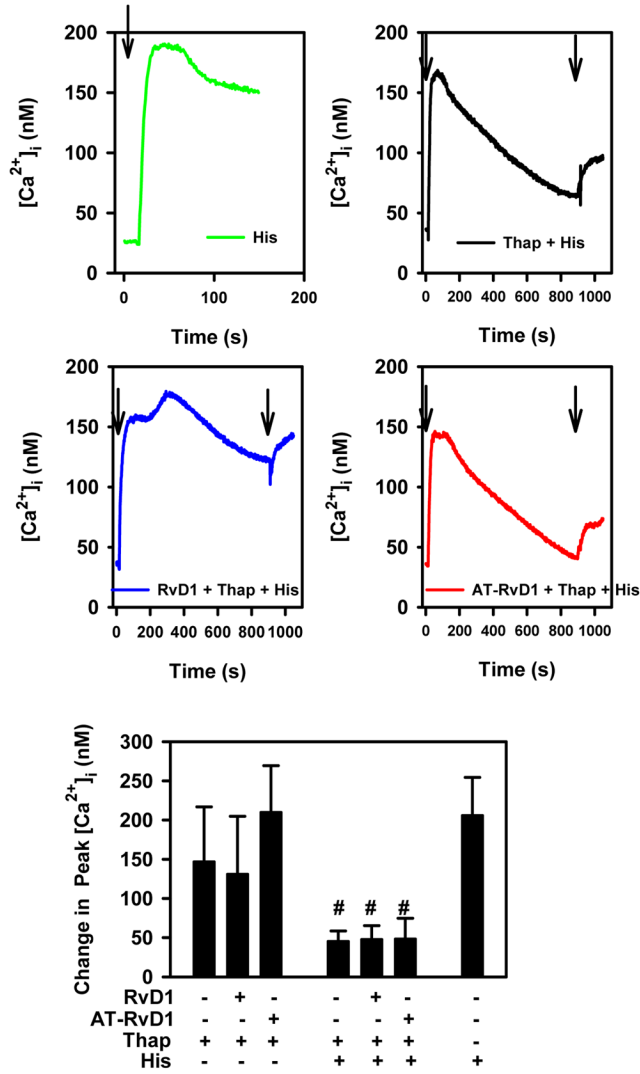 200
150
100
50
0
[Ca2+]i (nM)
His
0 100 200
Time (s)
200
150
100
50
0
[Ca2+]i (nM)
Thap + His
0 200 400 600 800 1000
Time (s)
200
150
100
50
0
[Ca2+]i (nM)
RvD1 + Thap + His
0 200 400 600 800 1000
Time (s)
200
150
100
50
0
[Ca2+]i (nM)
AT-RvD1 + Thap + His
0 200 400 600 800 1000
Time (s)
300
250
200
150
100
50
0
Change in Peak [Ca2+]i (nM)
# # #
RvD1 - + - - + - -
AT-RvD1 - - + - - + -
Thap + + + + + + -
His - - - + + + +